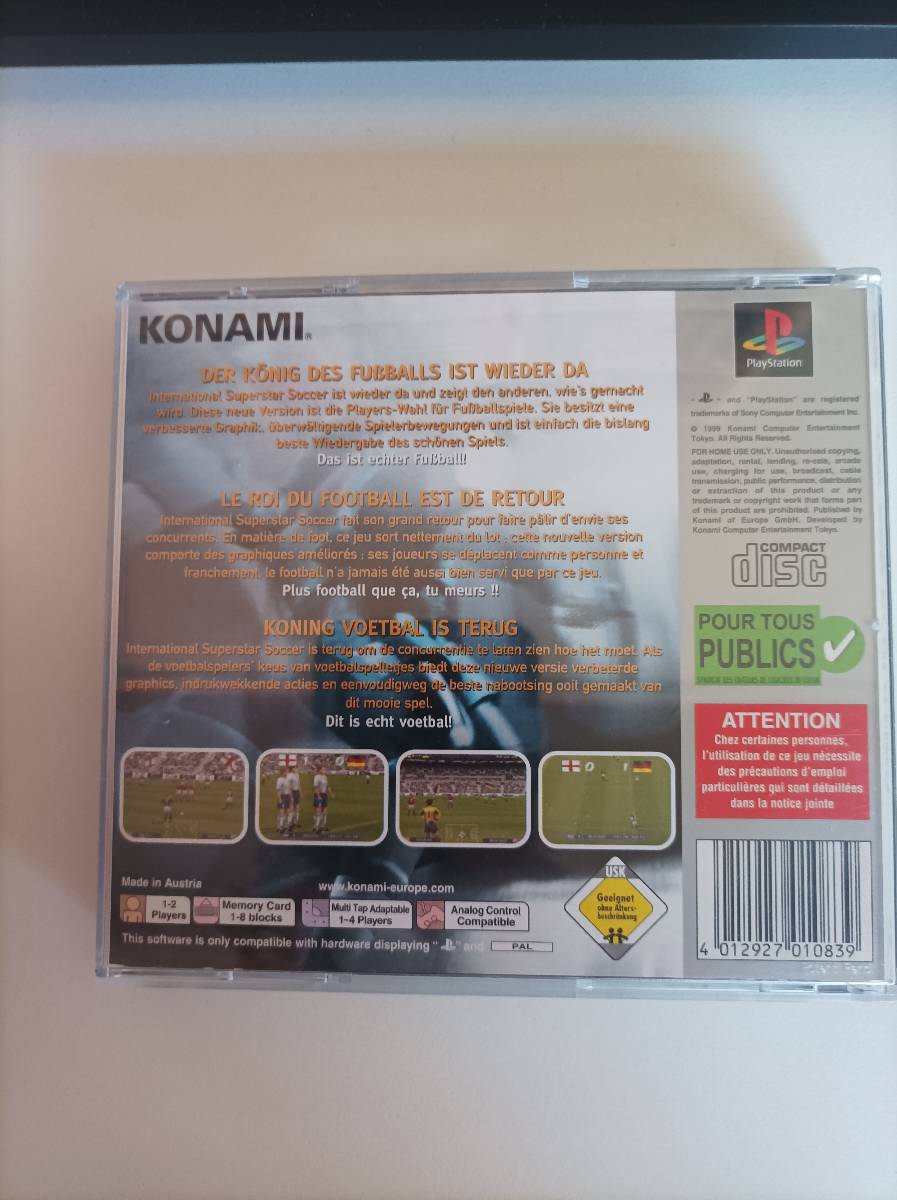 KONAMI®
DER KÖNIG DES FUßBALLS IST WIEDER DA
International Superstar Soccer ist wieder da und zeigt den anderen, wie's gemacht
wird. Diese neue Version ist die Players-Wahl für Fußballspiele. Sie besitzt eine
verbesserte Graphik, überwältigende Spielerbewegungen und ist einfach die bislang
beste Wiedergabe des schönen Spiels.
Das ist echter Fußball!
LE ROI DU FOOTBALL EST DE RETOUR
International Superstar Soccer fait son grand retour pour faire pâlir d'envie ses
concurrents. En matière de foot, ce jeu sort nettement du lot : cette nouvelle version
comporte des graphiques améliorés ; ses joueurs se déplacent comme personne et
franchement, le football n'a jamais été aussi bien servi que par ce jeu.
Plus football que ça, tu meurs !!
KONING VOETBAL IS TERUG
International Superstar Soccer is terug om de concurrentie te laten zien hoe het moet. Als
de voetbalspelers' keus van voetbalspelletjes biedt deze nieuwe versie verbeterde
graphics, indrukwekkende acties en eenvoudigweg de beste nabootsing ooit gemaakt van
dit mooie spel.
Dit is echt voetbal!
1 0
0 1
Made in Austria
www.konami-europe.com
1-2
Players
Memory Card
1-8 blocks
Multi Tap Adaptable
1-4 Players
Analog Control
Compatible
This software is only compatible with hardware displaying " " and PAL
USK
Geeignet
ohne Alters-
beschränkung
PlayStation
- and "PlayStation" are registered
trademarks of Sony Computer Entertainment Inc.
© 1999 Konami Computer Entertainment
Tokyo. All Rights Reserved.
FOR HOME USE ONLY. Unauthorised copying,
adaptation, rental, lending, re-sale, arcade
use, charging for use, broadcast, cable
transmission, public performance, distribution
or extraction of this product or any
trademark or copyright work that forms part
of this product are prohibited. Published by
Konami of Europe GmbH. Developed by
Konami Computer Entertainment Tokyo.
COMPACT
disc
POUR TOUS
PUBLICS
ATTENTION
Chez certaines personnes,
l'utilisation de ce jeu nécessite
des précautions d'emploi
particulières qui sont détaillées
dans la notice jointe
4 012927 010839